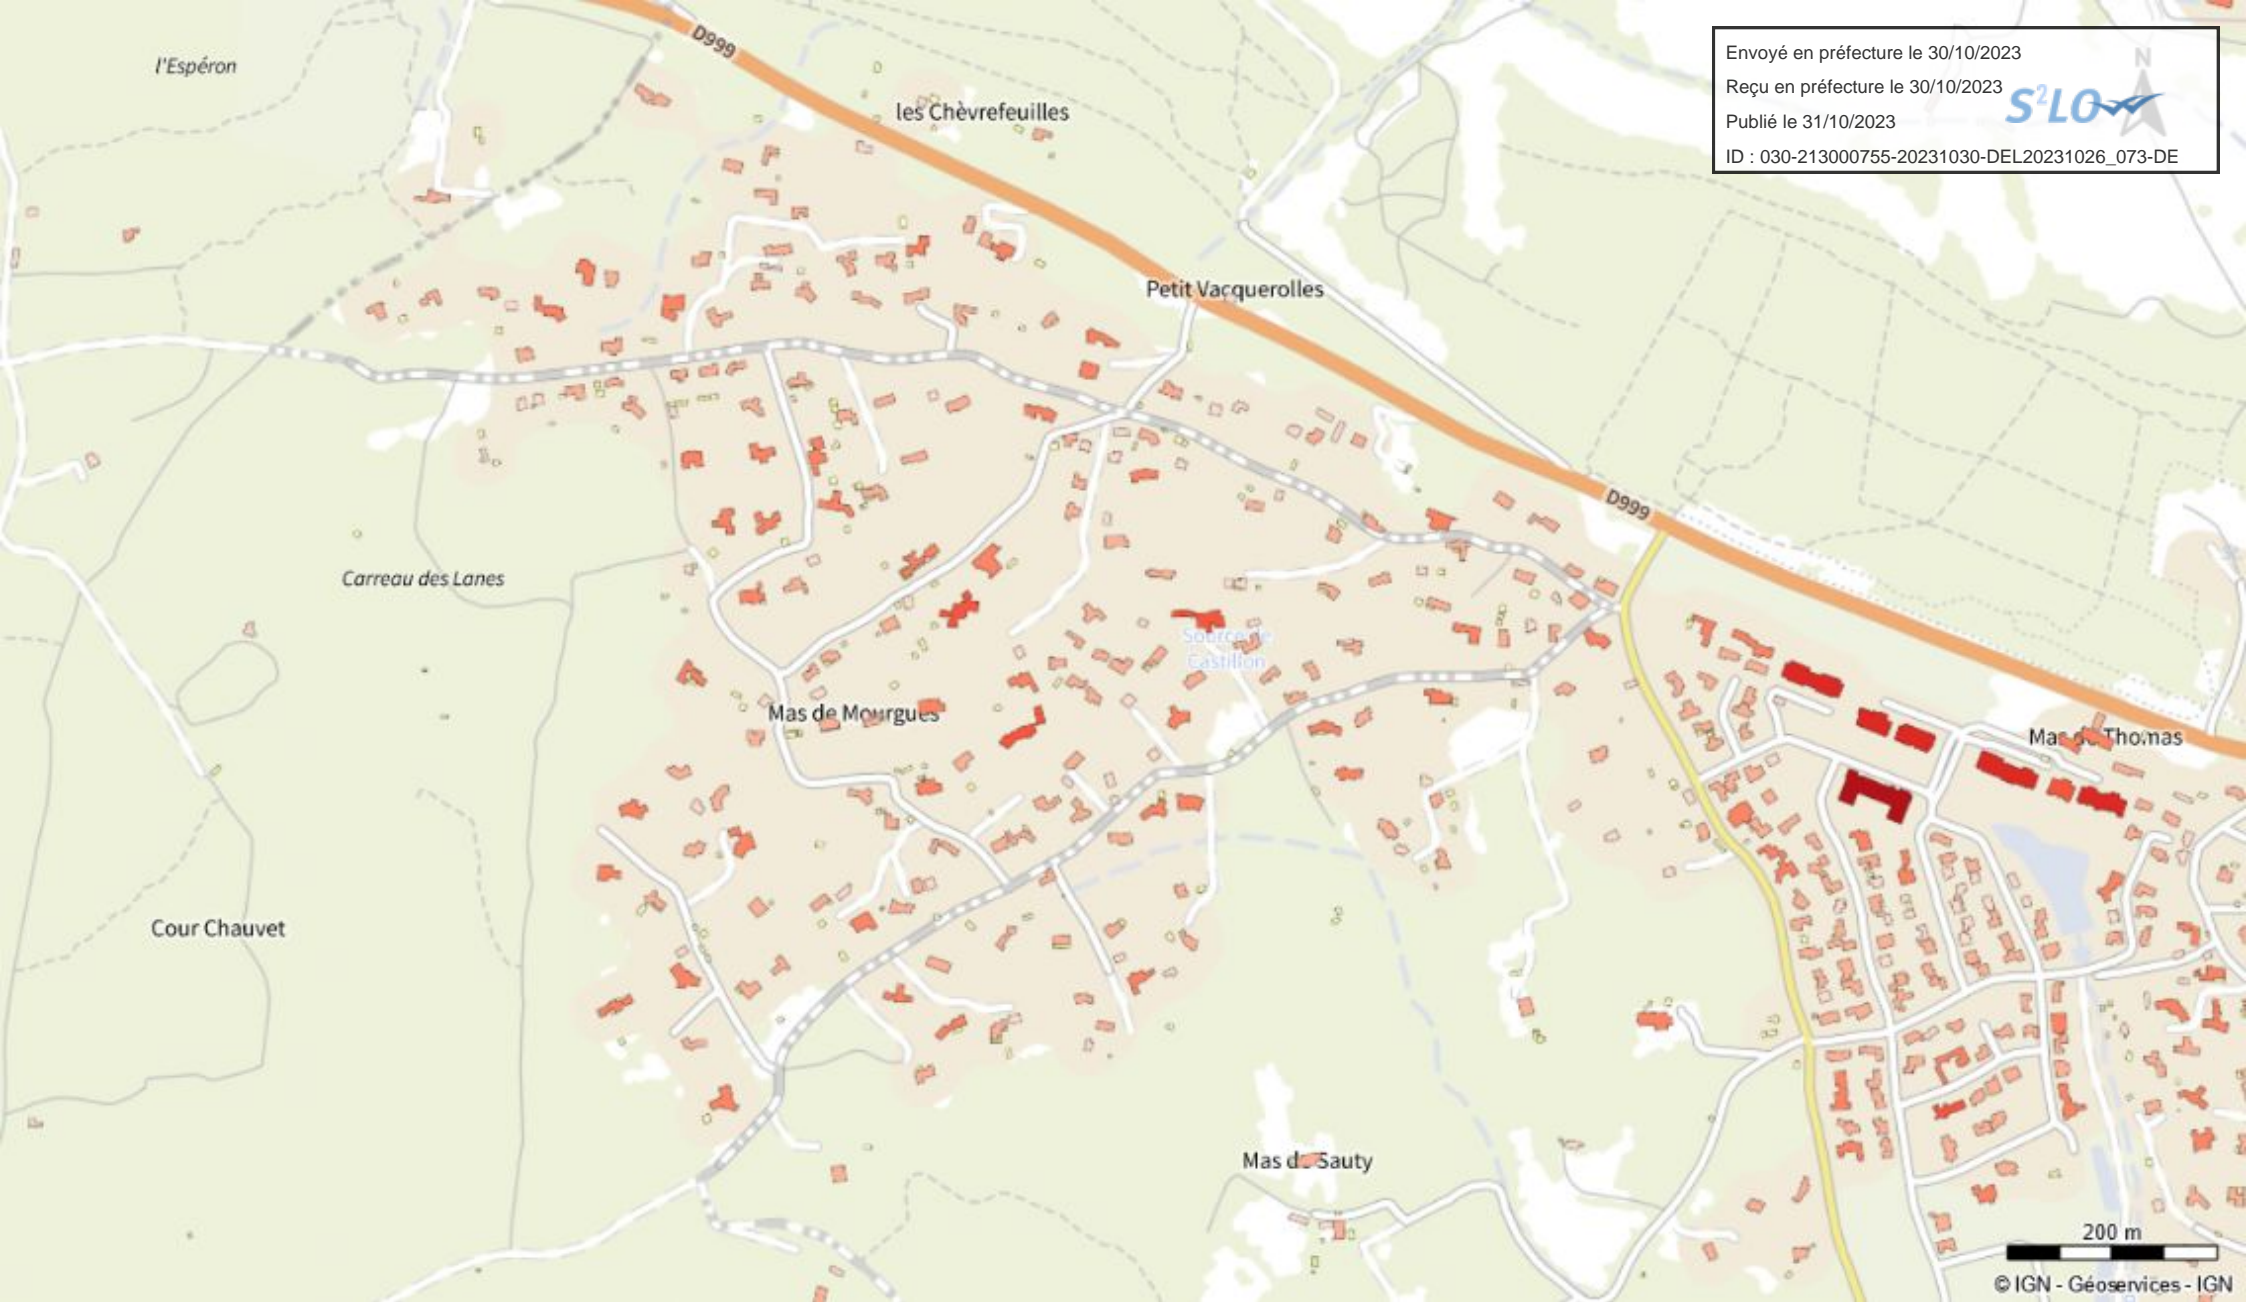 D999
l'Espéron
les Chèvrefeuilles
Envoyé en préfecture le 30/10/2023
Reçu en préfecture le 30/10/2023
Publié le 31/10/2023
ID : 030-213000755-20231030-DEL20231026_073-DE
S²LO
N
Petit Vacquerolles
D999
Carreau des Lanes
Source de
Castillon
Mas de Mourgues
Mas de Thomas
Cour Chauvet
Mas de Sauty
200 m
© IGN - Géoservices - IGN